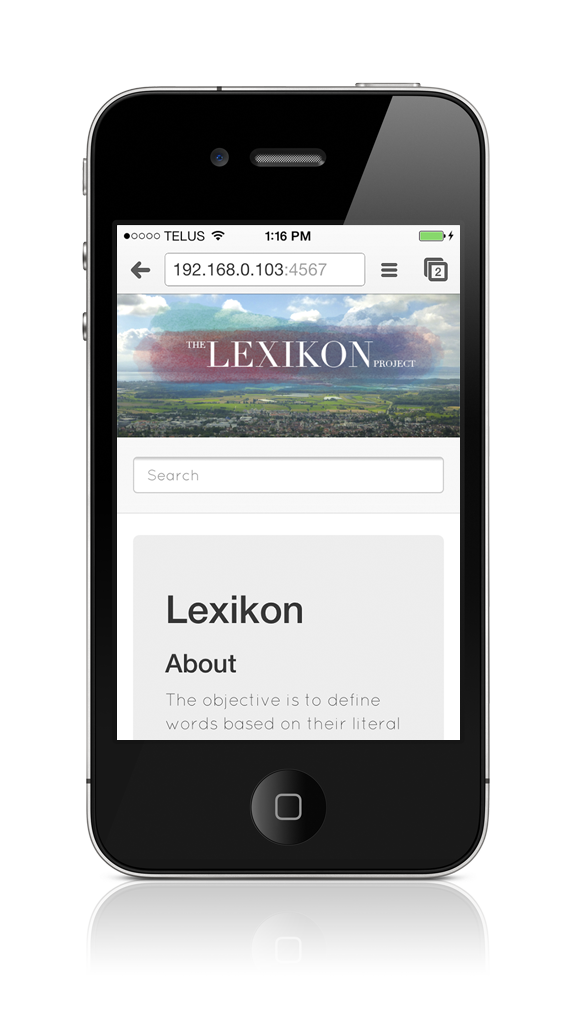 TELUS 1:16 PM
192.168.0.103:4567 2
THE LEXIKON PROJECT
Search
Lexikon
About
The objective is to define
words based on their literal